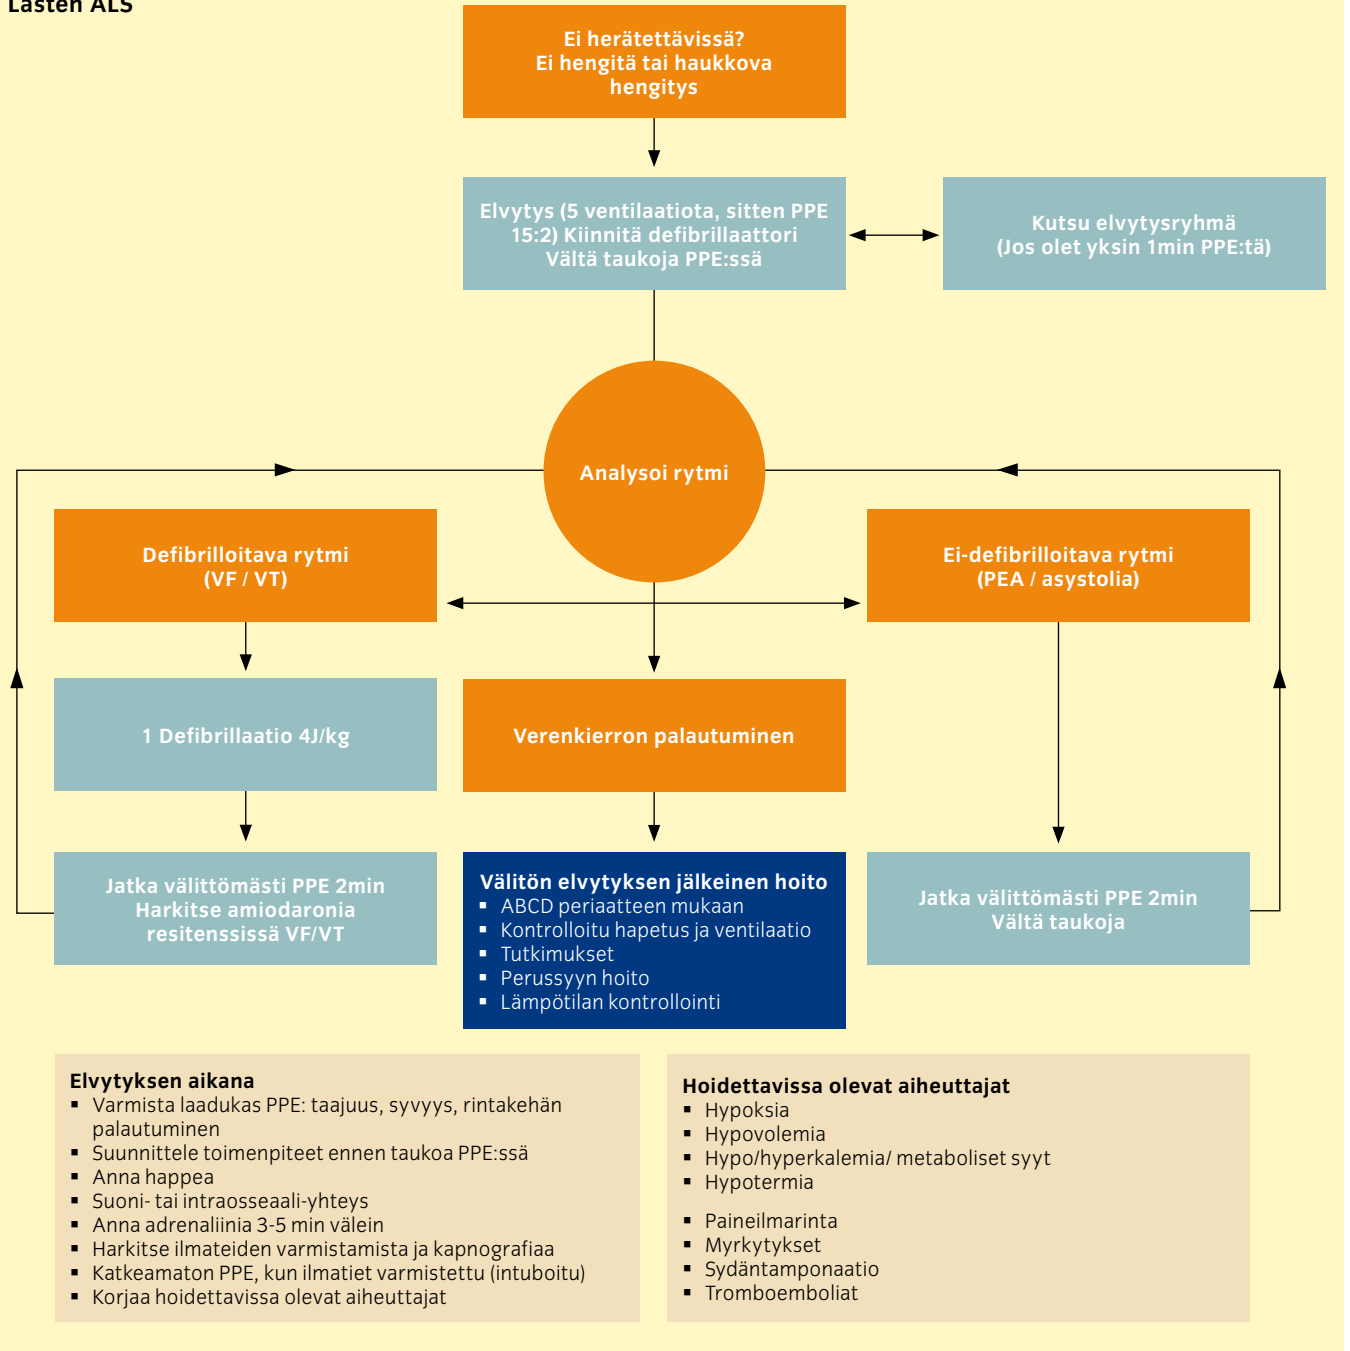 Lasten ALS
Ei herätettävissä?
Ei hengitä tai haukkova
hengitys
Elvytys (5 ventilaatiota, sitten PPE
15:2) Kiinnitä defibrillaattori
Vältä taukoja PPE:ssä
Kutsu elvytysryhmä
(Jos olet yksin 1min PPE:tä)
Analysoi rytmi
Defibrilloitava rytmi
(VF / VT)
Ei-defibrilloitava rytmi
(PEA / asystolia)
1 Defibrillaatio 4J/kg
Verenkierron palautuminen
Jatka välittömästi PPE 2min
Harkitse amiodaronia
resitenssissä VF/VT
Välitön elvytyksen jälkeinen hoito
▪ ABCD periaatteen mukaan
▪ Kontrolloitu hapetus ja ventilaatio
▪ Tutkimukset
▪ Perussyyn hoito
▪ Lämpötilan kontrollointi
Jatka välittömästi PPE 2min
Vältä taukoja
Elvytyksen aikana
▪ Varmista laadukas PPE: taajuus, syvyys, rintakehän
palautuminen
▪ Suunnittele toimenpiteet ennen taukoa PPE:ssä
▪ Anna happea
▪ Suoni- tai intraosseaali-yhteys
▪ Anna adrenaliinia 3-5 min välein
▪ Harkitse ilmateiden varmistamista ja kapnografiaa
▪ Katkeamaton PPE, kun ilmatiet varmistettu (intuboitu)
▪ Korjaa hoidettavissa olevat aiheuttajat
Hoidettavissa olevat aiheuttajat
▪ Hypoksia
▪ Hypovolemia
▪ Hypo/hyperkalemia/ metaboliset syyt
▪ Hypotermia
▪ Paineilmarinta
▪ Myrkytykset
▪ Sydäntamponaatio
▪ Tromboemboliat